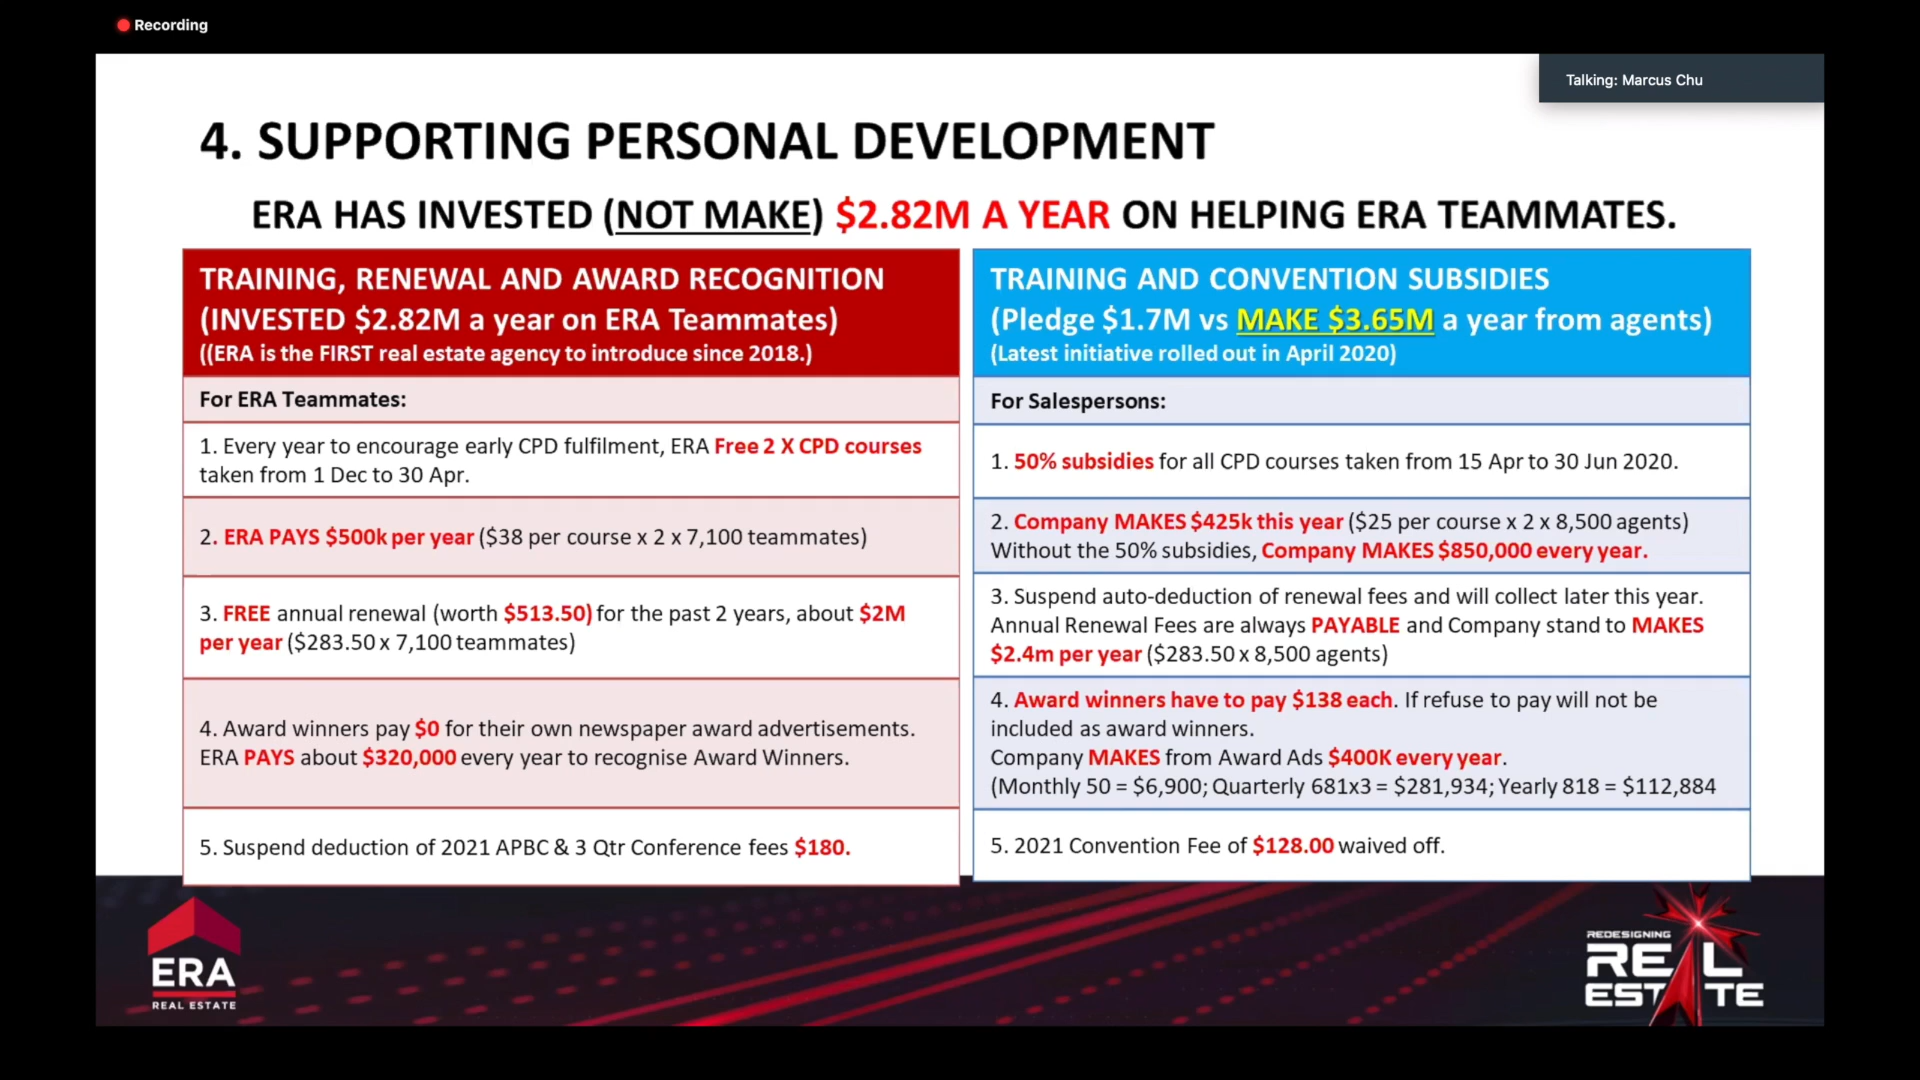 Recording
Talking: Marcus Chu
4. SUPPORTING PERSONAL DEVELOPMENT
ERA HAS INVESTED (NOT MAKE) $2.82M A YEAR ON HELPING ERA TEAMMATES.
TRAINING, RENEWAL AND AWARD RECOGNITION
(INVESTED $2.82M a year on ERA Teammates)
((ERA is the FIRST real estate agency to introduce since 2018.)
For ERA Teammates:
1. Every year to encourage early CPD fulfilment, ERA Free 2 X CPD courses
taken from 1 Dec to 30 Apr.
2. ERA PAYS $500k per year ($38 per course x 2 x 7,100 teammates)
3. FREE annual renewal (worth $513.50) for the past 2 years, about $2M
per year ($283.50 x 7,100 teammates)
4. Award winners pay $0 for their own newspaper award advertisements.
ERA PAYS about $320,000 every year to recognise Award Winners.
5. Suspend deduction of 2021 APBC & 3 Qtr Conference fees $180.
TRAINING AND CONVENTION SUBSIDIES
(Pledge $1.7M vs MAKE $3.65M a year from agents)
(Latest initiative rolled out in April 2020)
For Salespersons:
1. 50% subsidies for all CPD courses taken from 15 Apr to 30 Jun 2020.
2. Company MAKES $425k this year ($25 per course x 2 x 8,500 agents)
Without the 50% subsidies, Company MAKES $850,000 every year.
3. Suspend auto-deduction of renewal fees and will collect later this year.
Annual Renewal Fees are always PAYABLE and Company stand to MAKES
$2.4m per year ($283.50 x 8,500 agents)
4. Award winners have to pay $138 each. If refuse to pay will not be
included as award winners.
Company MAKES from Award Ads $400K every year.
(Monthly 50 = $6,900; Quarterly 681x3 = $281,934; Yearly 818 = $112,884
5. 2021 Convention Fee of $128.00 waived off.
ERA
REAL ESTATE
REDESIGNING
REAL
ESTATE